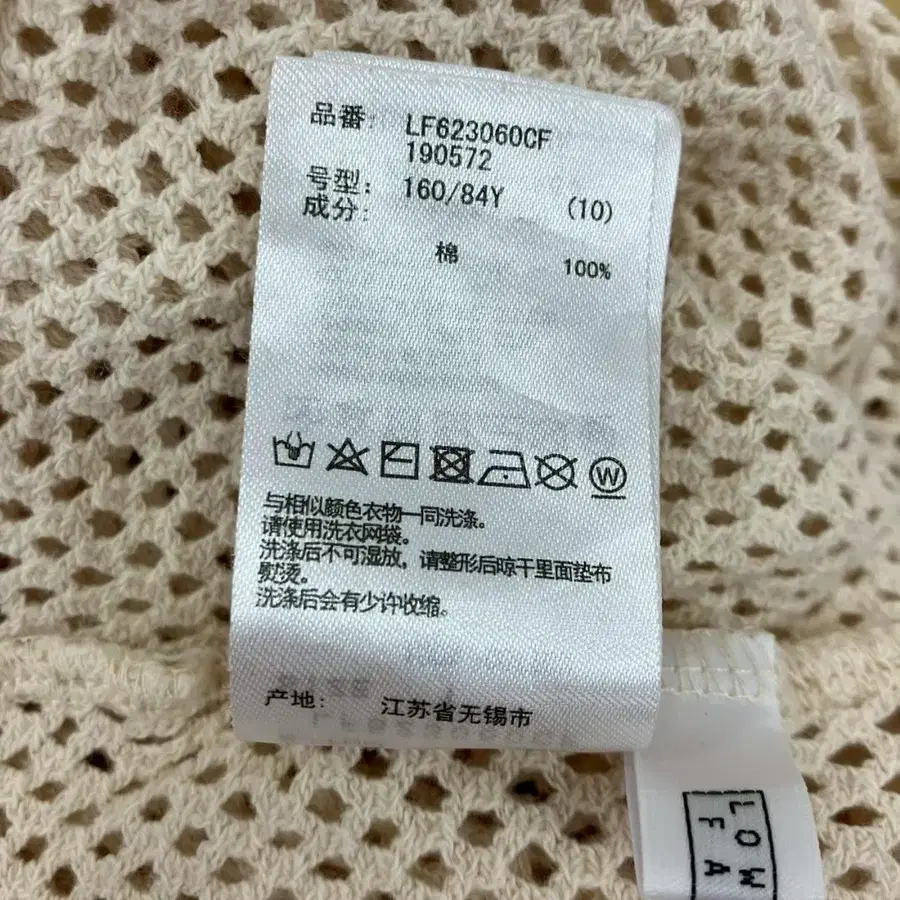 品番: LF623060CF
190572
号型: 160/84Y (10)
成分:
棉 100%
W
与相似颜色衣物一同洗涤。
请使用洗衣网袋。
洗涤后不可湿放，请整形后晾干里面垫布
熨烫。
洗涤后会有少许收缩。
产地: 江苏省无锡市
LOW
FA